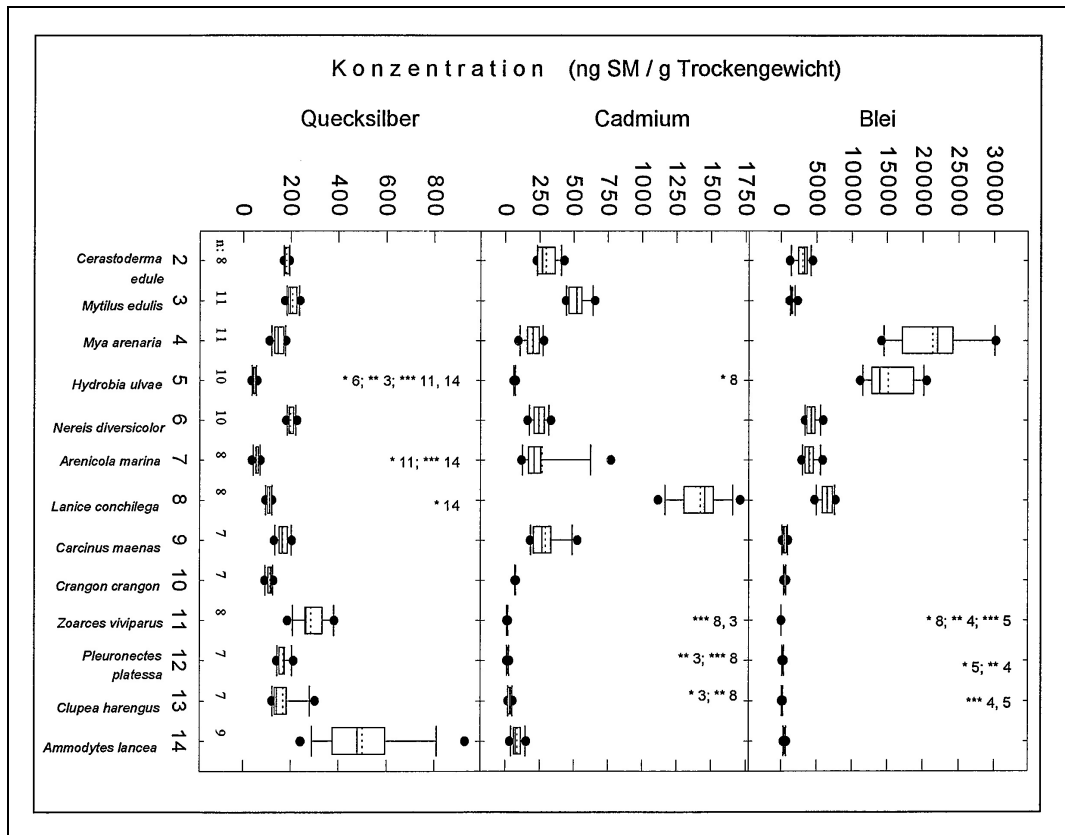 Konzentration (ng SM / g Trockengewicht)
Quecksilber Cadmium Blei
0 200 400 600 800
0 250 500 750 1000 1250 1500 1750
0 5000 10000 15000 20000 25000 30000
Cerastoderma edule 2 n: 8
Mytilus edulis 3 11
Mya arenaria 4 11
Hydrobia ulvae 5 10 * 6; ** 3; *** 11, 14 * 8
Nereis diversicolor 6 10
Arenicola marina 7 8 * 11; *** 14
Lanice conchilega 8 8 * 14
Carcinus maenas 9 7
Crangon crangon 10 7
Zoarces viviparus 11 8 *** 8, 3 * 8; ** 4; *** 5
Pleuronectes platessa 12 7 ** 3; *** 8 * 5; ** 4
Clupea harengus 13 7 * 3; ** 8 *** 4, 5
Ammodytes lancea 14 9